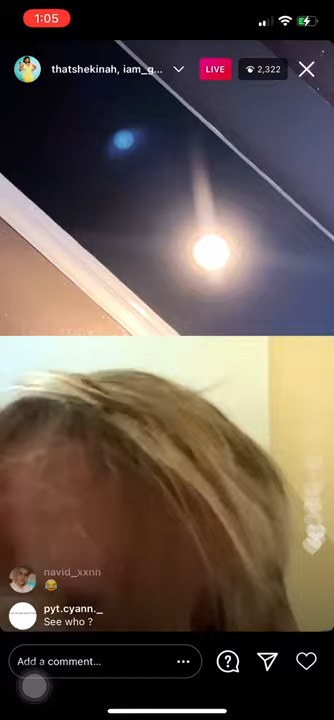 1:05
thatshekinah, iam_g...
LIVE
2,322
navid_xxnn
😂
pyt.cyann._
See who ?
Add a comment...